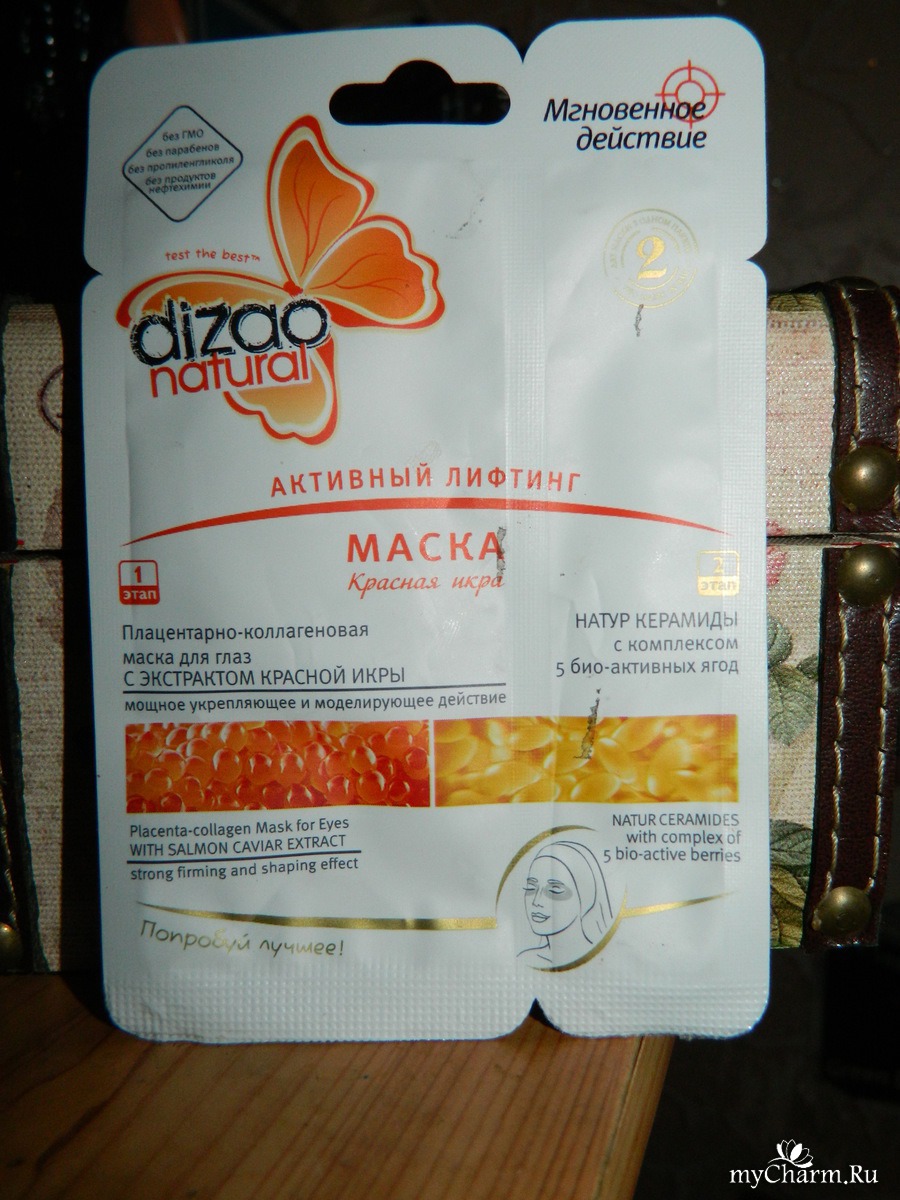 Мгновенное
действие
без ГМО
без парабенов
без пропиленгликоля
без продуктов
нефтехимии
test the best™
dizao
natural
2
АКТИВНЫЙ ЛИФТИНГ
МАСКА
Красная икра
1
этап
2
этап
Плацентарно-коллагеновая
маска для глаз
С ЭКСТРАКТОМ КРАСНОЙ ИКРЫ
мощное укрепляющее и моделирующее действие
НАТУР КЕРАМИДЫ
с комплексом
5 био-активных ягод
Placenta-collagen Mask for Eyes
WITH SALMON CAVIAR EXTRACT
strong firming and shaping effect
NATUR CERAMIDES
with complex of
5 bio-active berries
Попробуй лучшее!
myCharm.Ru